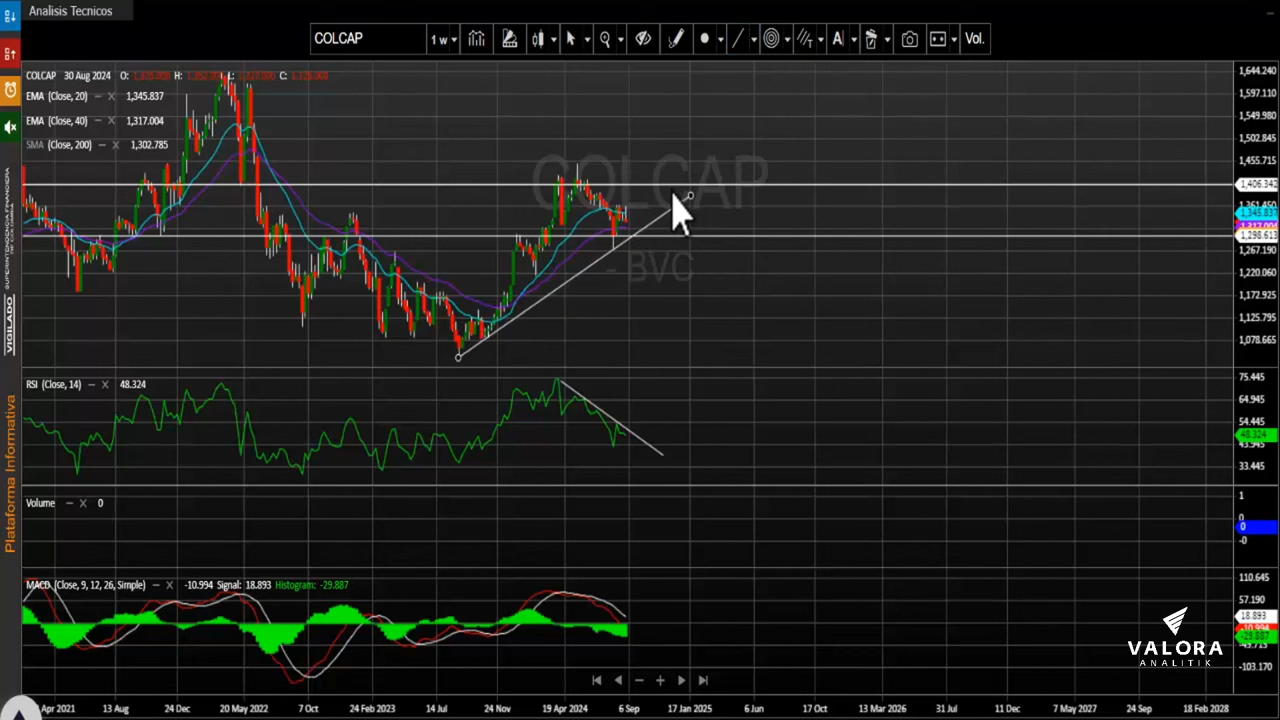 Analisis Tecnicos
COLCAP
1 w
A
Vol.
COLCAP 30 Aug 2024 O: H: L: C:
EMA (Close, 20) 1,345.837
EMA (Close, 40) 1,317.004
SMA (Close, 200) 1,302.785
COLCAP
- BVC
1,644.240
1,597.110
1,549.980
1,502.845
1,455.715
1,406.342
1,361.450
1,345.837
1,317.004
1,298.613
1,267.190
1,220.060
1,172.925
1,125.795
1,078.665
RSI (Close, 14) 48.324
75.445
64.945
54.445
48.324
43.945
33.445
Volume 0
1
0
0
-0
MACD (Close, 9, 12, 26, Simple) -10.994 Signal: 18.893 Histogram: -29.887
110.645
57.190
18.893
-10.994
-29.887
-103.170
Apr 2021
13 Aug
24 Dec
20 May 2022
7 Oct
24 Feb 2023
14 Jul
24 Nov
19 Apr 2024
6 Sep
17 Jan 2025
6 Jun
17 Oct
13 Mar 2026
31 Jul
11 Dec
7 May 2027
24 Sep
18 Feb 2028
VIGILADO
Plataforma Informativa
VALORA
ANALITIK